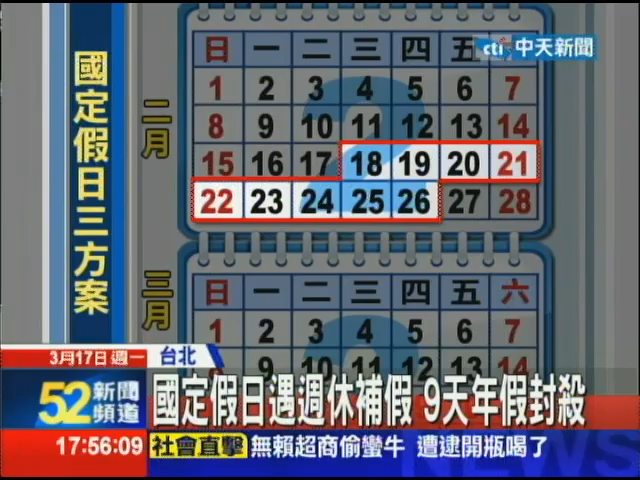 cti 中天新聞
國定假日三方案
二月
日 一 二 三 四 五
1 2 3 4 5 6 7
8 9 10 11 12 13 14
15 16 17 18 19 20 21
22 23 24 25 26 27 28
三月
日 一 二 三 四 五 六
1 2 3 4 5 6 7
3月17日週一
台北
52 新聞頻道
國定假日遇週休補假 9天年假封殺
17:56:09
社會直擊 無賴超商偷蠻牛 遭逮開瓶喝了
NEWS